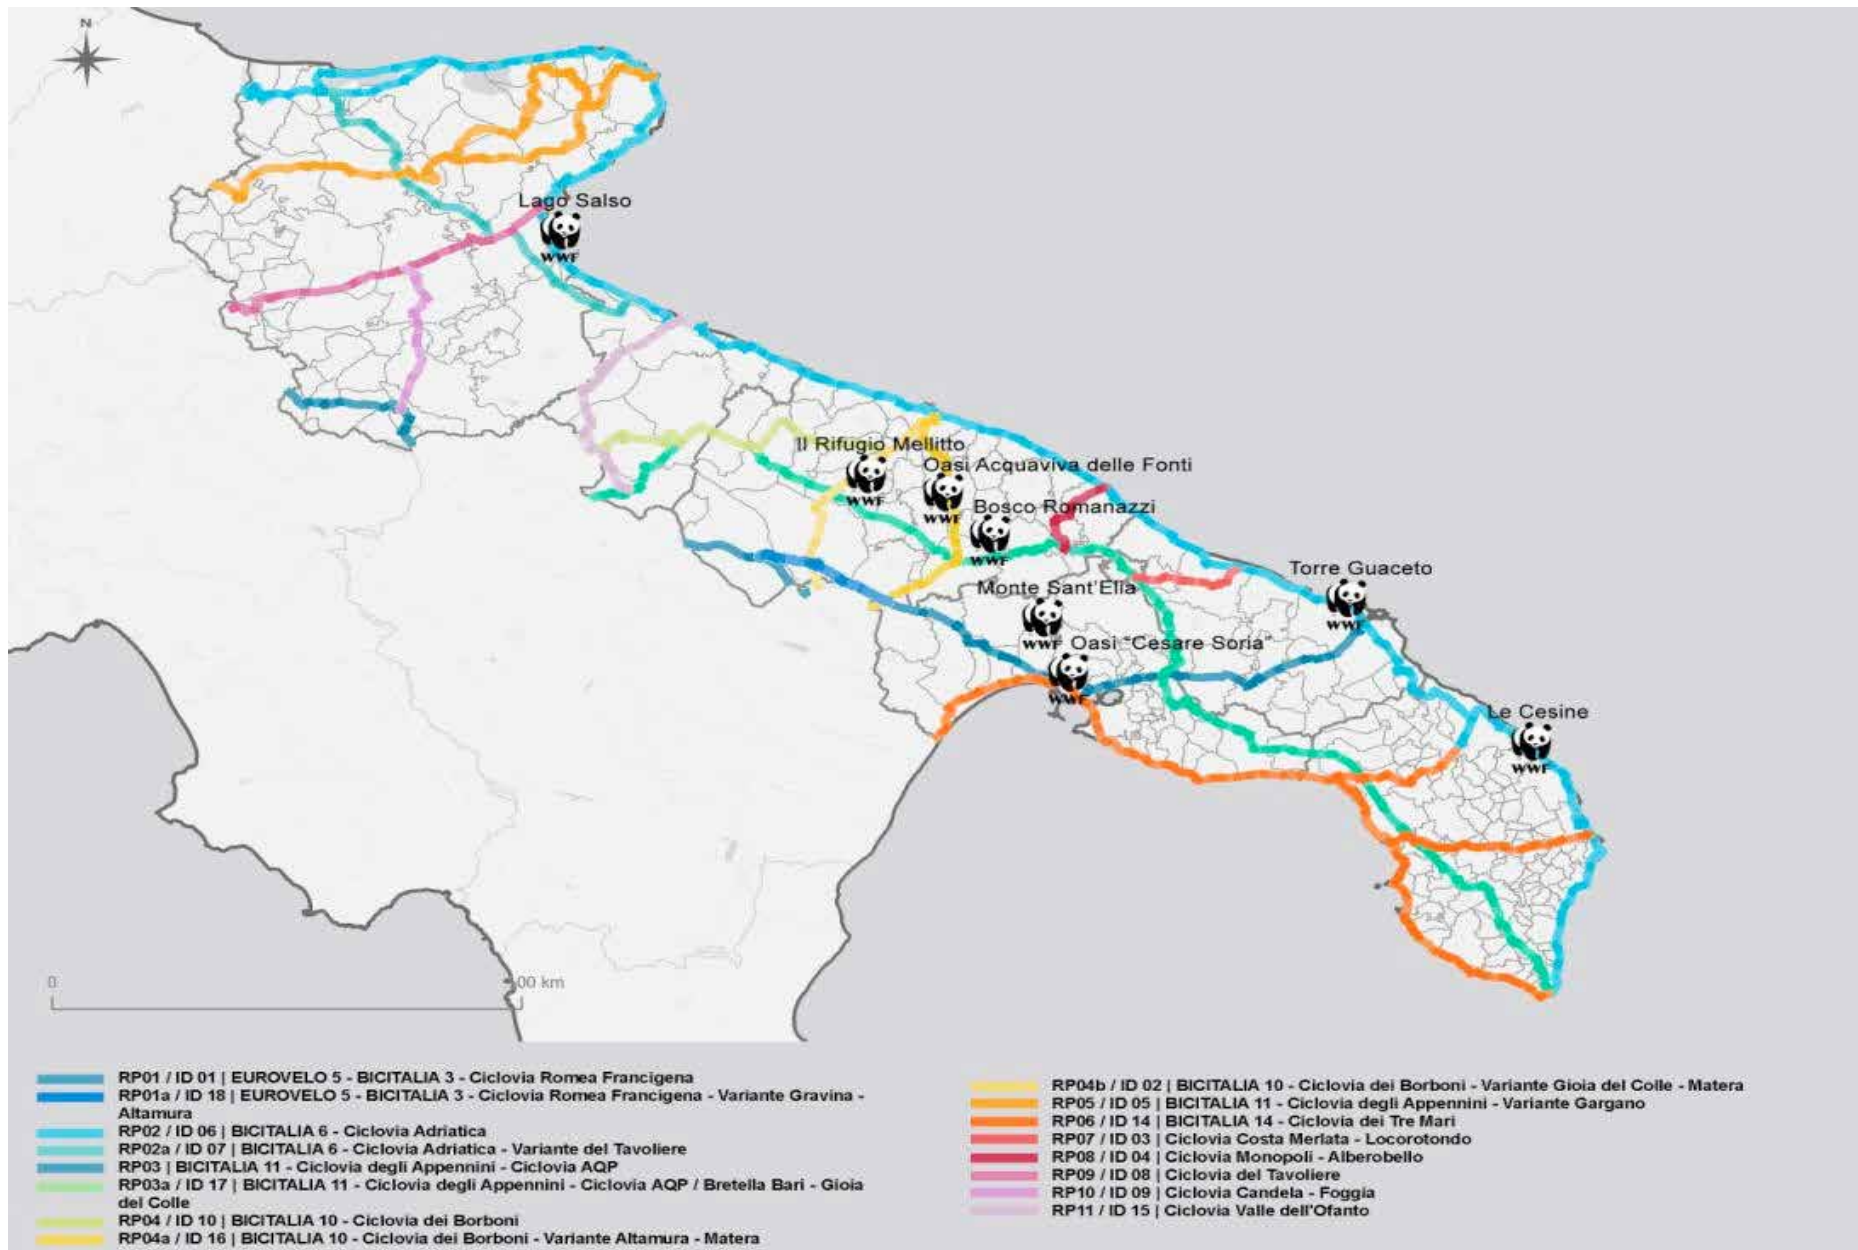 N
Lago Salso
WWF
Il Rifugio Mellitto
WWF
Oasi Acquaviva delle Fonti
WWF
Bosco Romanazzi
WWF
Torre Guaceto
WWF
Monte Sant'Elia
WWF
Oasi "Cesare Soria"
WWF
Le Cesine
WWF
0 00 km
RP01 / ID 01 | EUROVELO 5 - BICITALIA 3 - Ciclovia Romea Francigena
RP01a / ID 18 | EUROVELO 5 - BICITALIA 3 - Ciclovia Romea Francigena - Variante Gravina -
Altamura
RP02 / ID 06 | BICITALIA 6 - Ciclovia Adriatica
RP02a / ID 07 | BICITALIA 6 - Ciclovia Adriatica - Variante del Tavoliere
RP03 | BICITALIA 11 - Ciclovia degli Appennini - Ciclovia AQP
RP03a / ID 17 | BICITALIA 11 - Ciclovia degli Appennini - Ciclovia AQP / Bretella Bari - Gioia
del Colle
RP04 / ID 10 | BICITALIA 10 - Ciclovia dei Borboni
RP04a / ID 16 | BICITALIA 10 - Ciclovia dei Borboni - Variante Altamura - Matera
RP04b / ID 02 | BICITALIA 10 - Ciclovia dei Borboni - Variante Gioia del Colle - Matera
RP05 / ID 05 | BICITALIA 11 - Ciclovia degli Appennini - Variante Gargano
RP06 / ID 14 | BICITALIA 14 - Ciclovia dei Tre Mari
RP07 / ID 03 | Ciclovia Costa Merlata - Locorotondo
RP08 / ID 04 | Ciclovia Monopoli - Alberobello
RP09 / ID 08 | Ciclovia del Tavoliere
RP10 / ID 09 | Ciclovia Candela - Foggia
RP11 / ID 15 | Ciclovia Valle dell'Ofanto